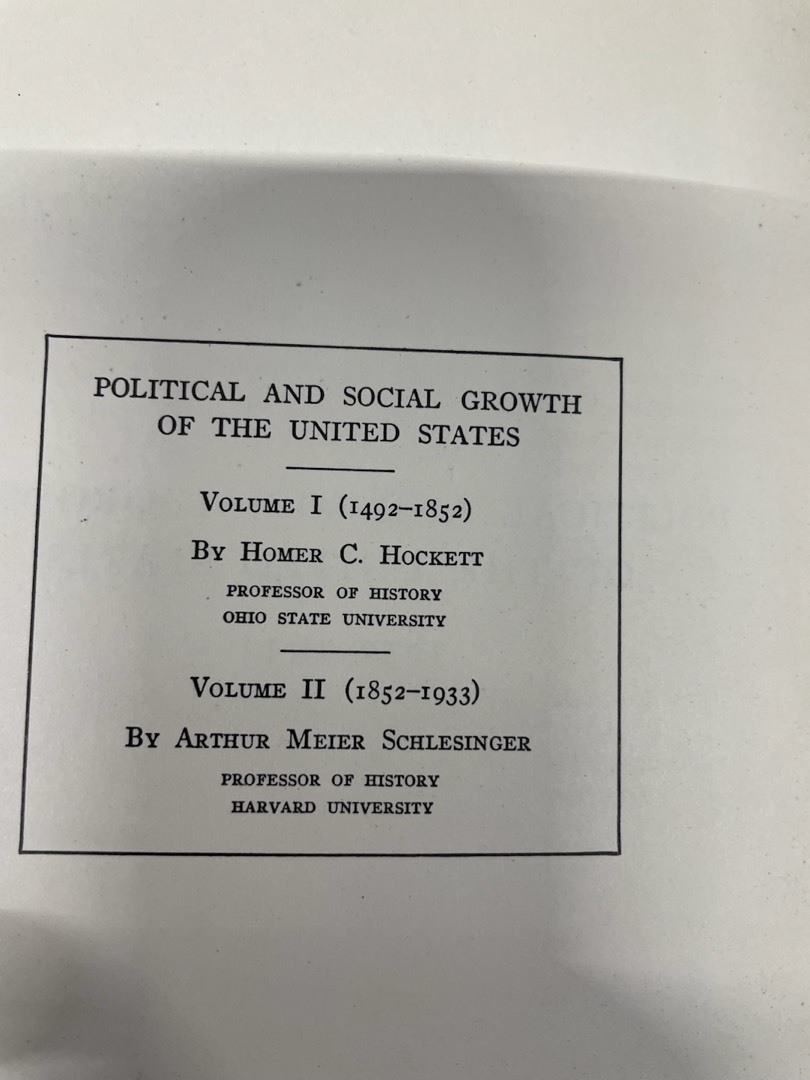 POLITICAL AND SOCIAL GROWTH
OF THE UNITED STATES
VOLUME I (1492–1852)
BY HOMER C. HOCKETT
PROFESSOR OF HISTORY
OHIO STATE UNIVERSITY
VOLUME II (1852–1933)
BY ARTHUR MEIER SCHLESINGER
PROFESSOR OF HISTORY
HARVARD UNIVERSITY